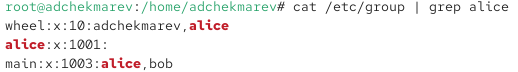 root@adchekmarev:/home/adchekmarev# cat /etc/group | grep alice
wheel:x:10:adchekmarev,alice
alice:x:1001:
main:x:1003:alice,bob